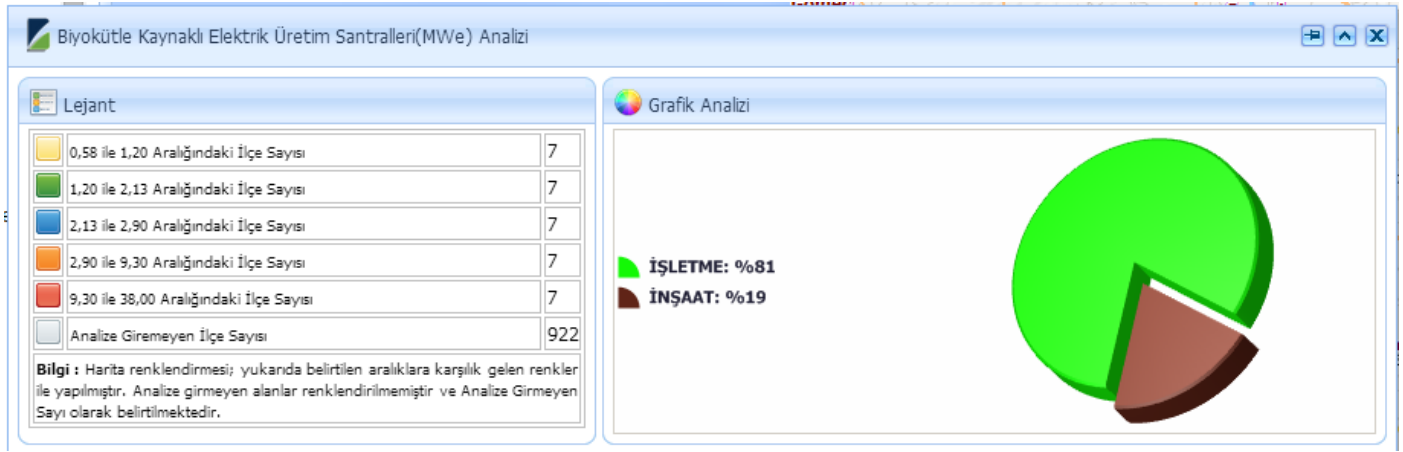 Biyokütle Kaynaklı Elektrik Üretim Santralleri(MWe) Analizi
Lejant
0,58 ile 1,20 Aralığındaki İlçe Sayısı 7
1,20 ile 2,13 Aralığındaki İlçe Sayısı 7
2,13 ile 2,90 Aralığındaki İlçe Sayısı 7
2,90 ile 9,30 Aralığındaki İlçe Sayısı 7
9,30 ile 38,00 Aralığındaki İlçe Sayısı 7
Analize Giremeyen İlçe Sayısı 922
Bilgi : Harita renklendirmesi; yukarıda belirtilen aralıklara karşılık gelen renkler
ile yapılmıştır. Analize girmeyen alanlar renklendirilmemiştir ve Analize Girmeyen
Sayı olarak belirtilmektedir.
Grafik Analizi
İŞLETME: %81
İNŞAAT: %19